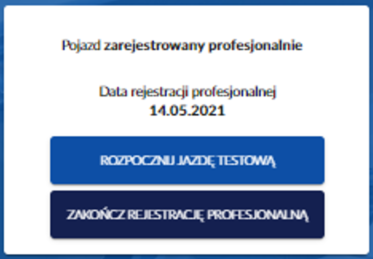 Pojazd zarejestrowany profesjonalnie
Data rejestracji profesjonalnej
14.05.2021
ROZPOCZNIJ JAZDĘ TESTOWĄ
ZAKOŃCZ REJESTRACJĘ PROFESJONALNĄ